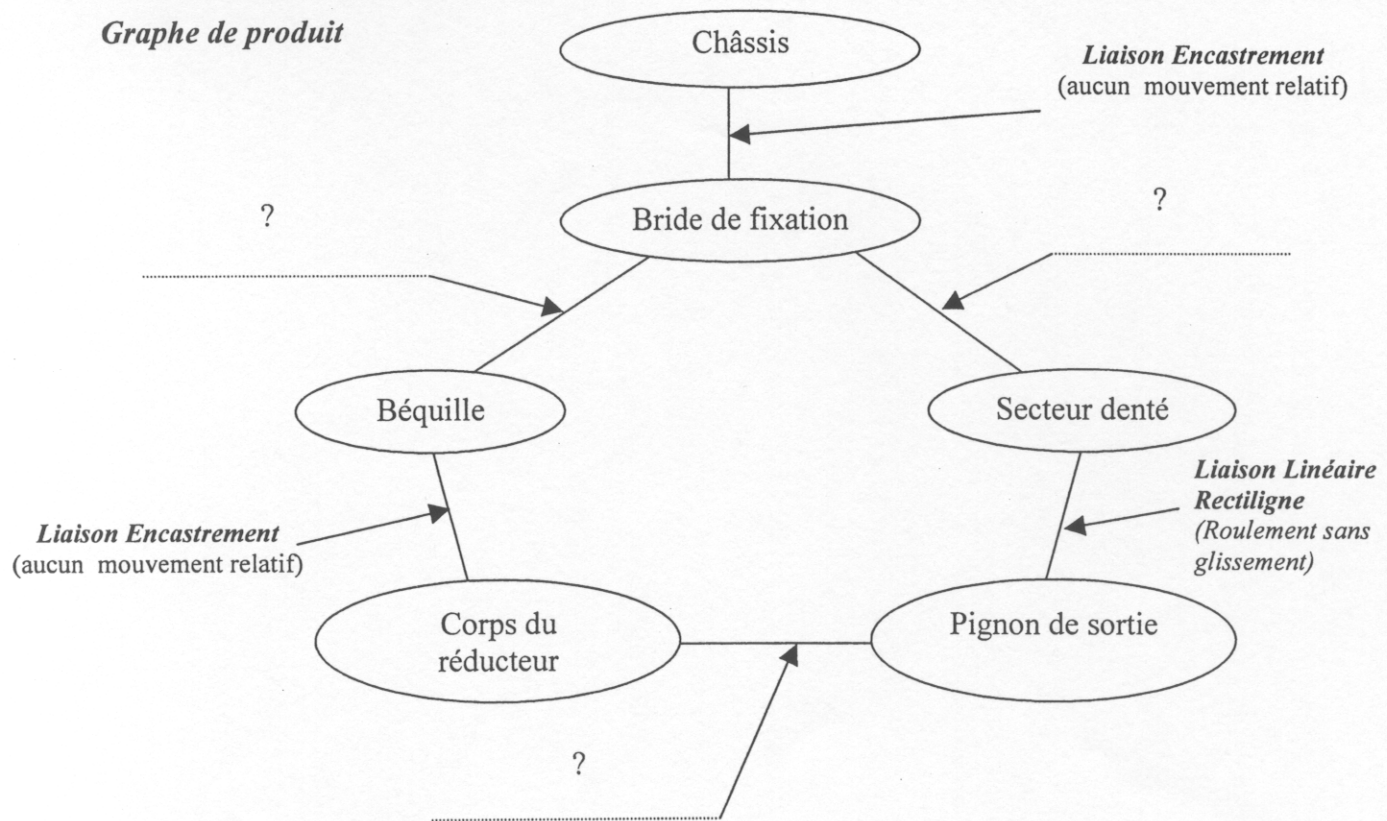 Graphe de produit
Châssis
Liaison Encastrement
(aucun mouvement relatif)
?
Bride de fixation
?
Béquille
Secteur denté
Liaison Linéaire
Rectiligne
(Roulement sans
glissement)
Liaison Encastrement
(aucun mouvement relatif)
Corps du
réducteur
Pignon de sortie
?